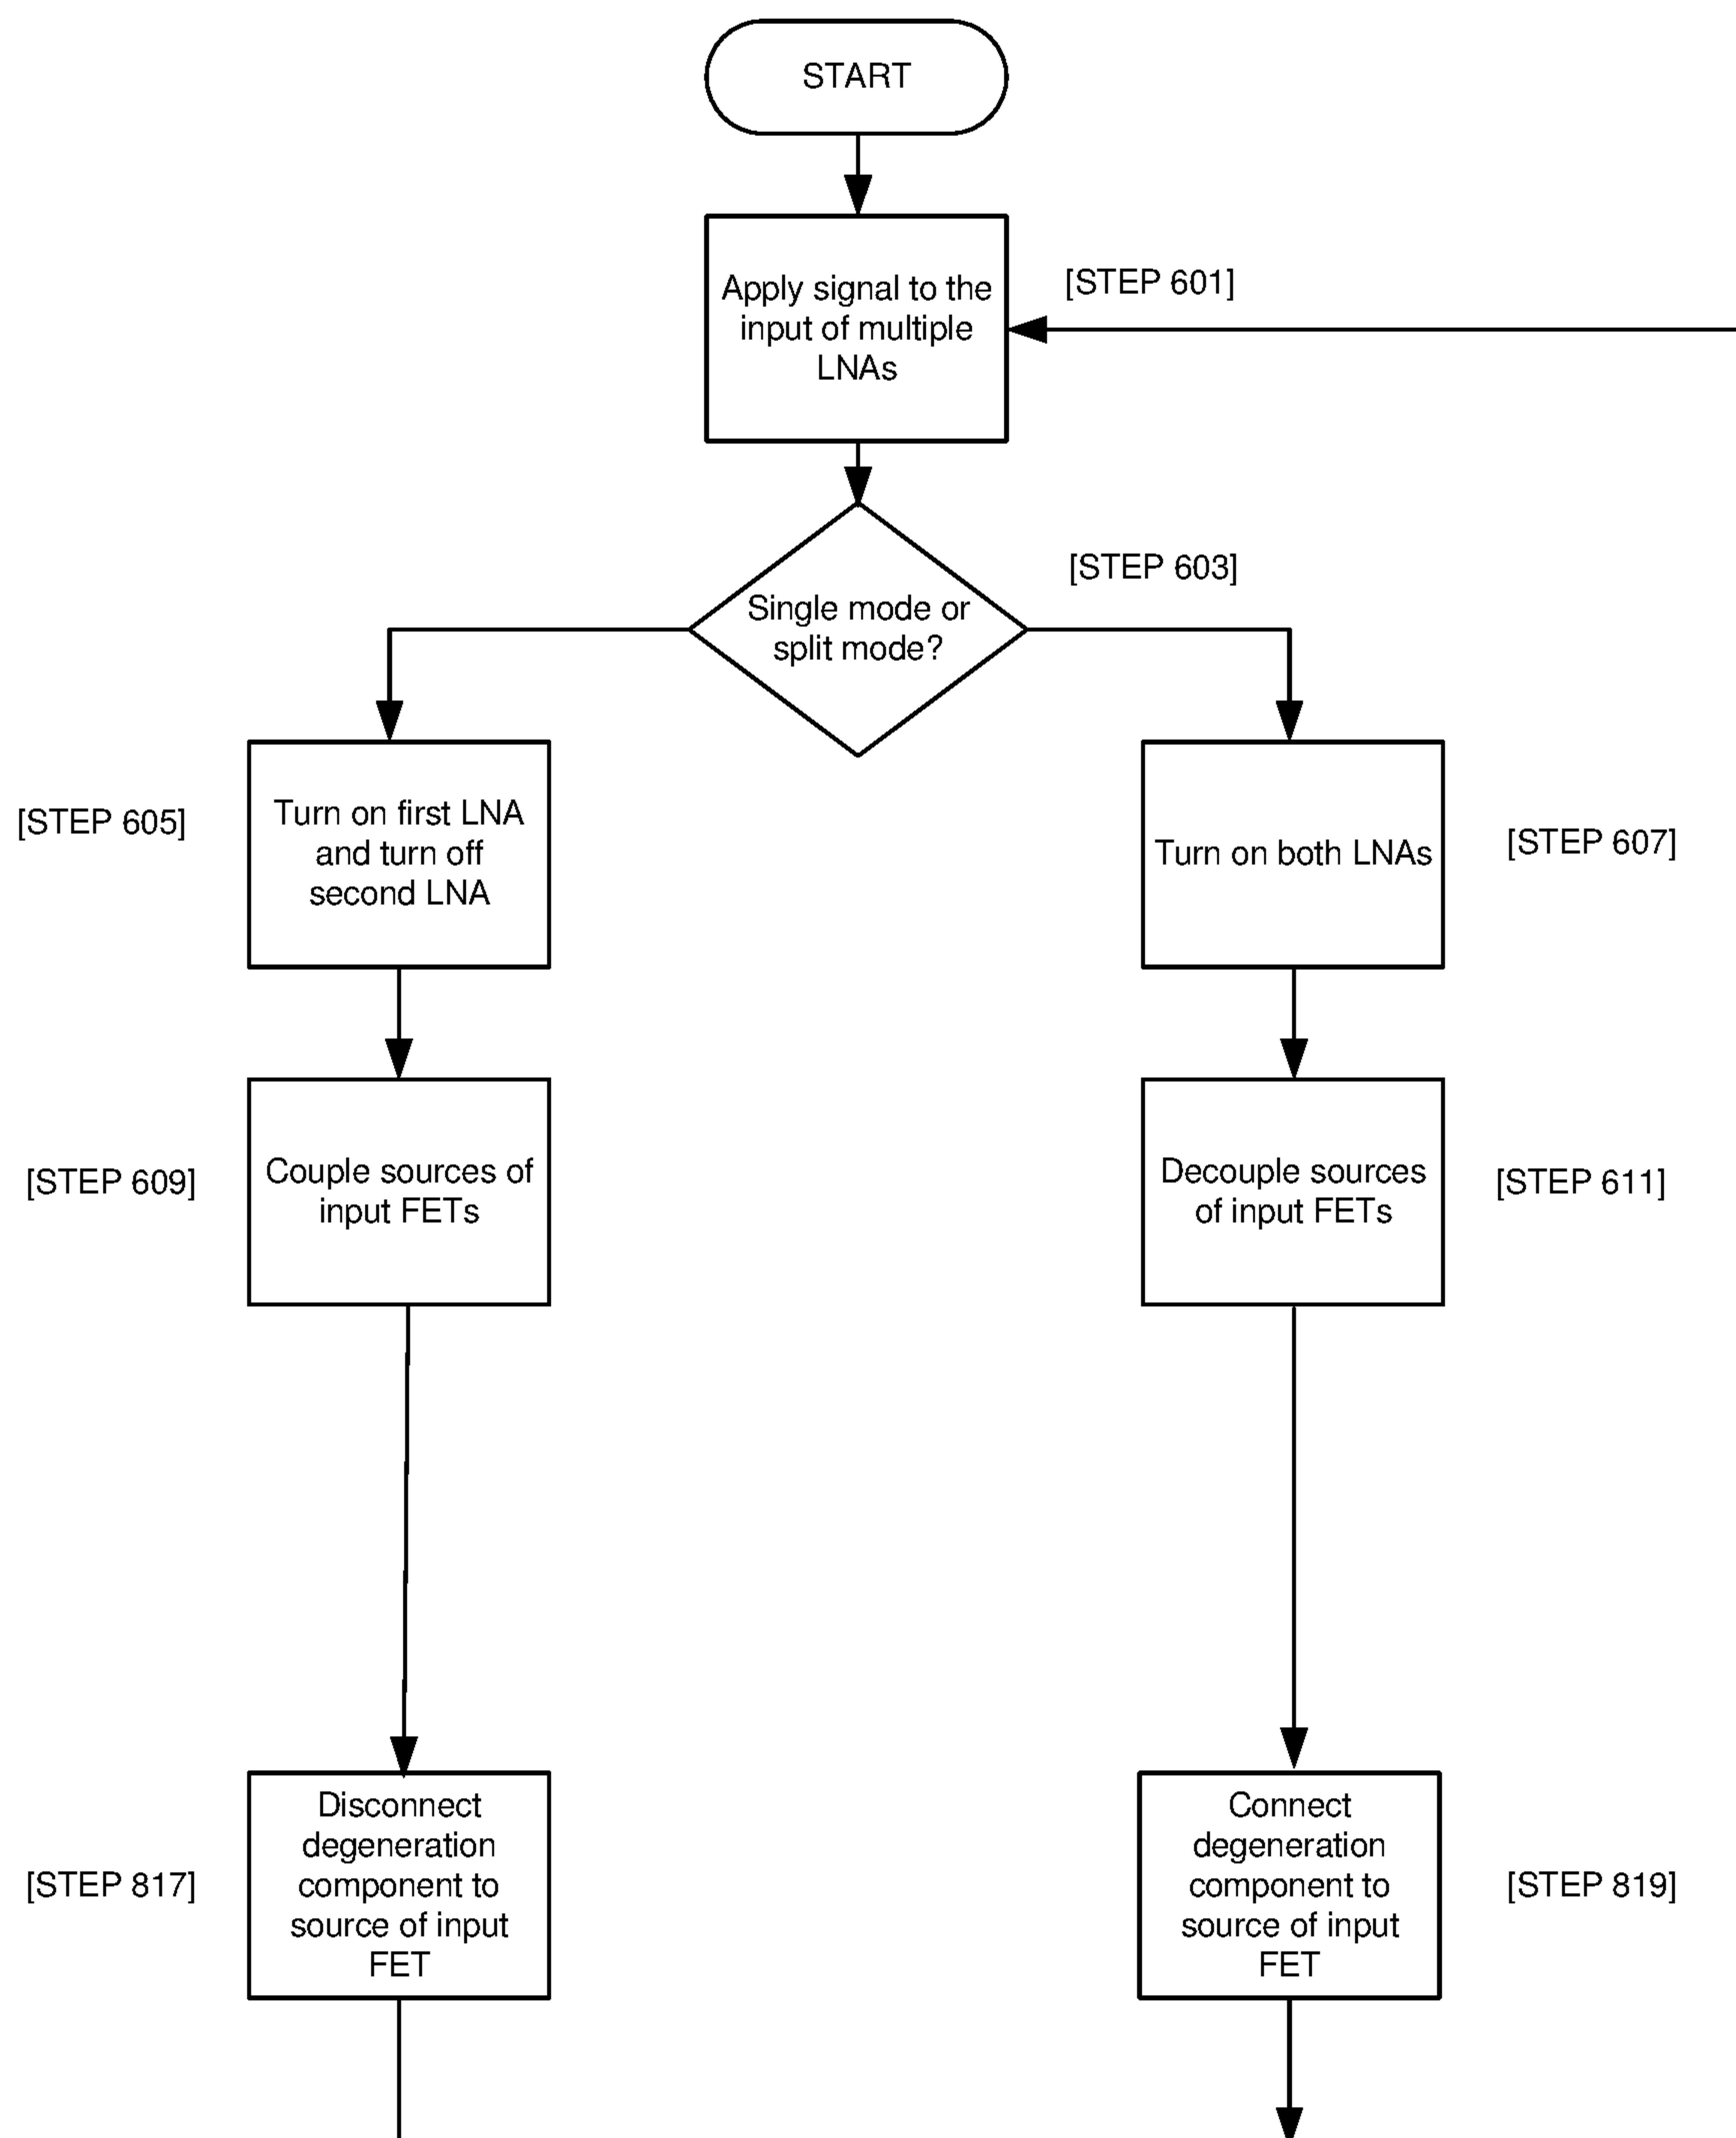 START
Apply signal to the
input of multiple
LNAs
[STEP 601]
Single mode or
split mode?
[STEP 603]
[STEP 605]
Turn on first LNA
and turn off
second LNA
Turn on both LNAs
[STEP 607]
[STEP 609]
Couple sources of
input FETs
Decouple sources
of input FETs
[STEP 611]
[STEP 817]
Disconnect
degeneration
component to
source of input
FET
Connect
degeneration
component to
source of input
FET
[STEP 819]